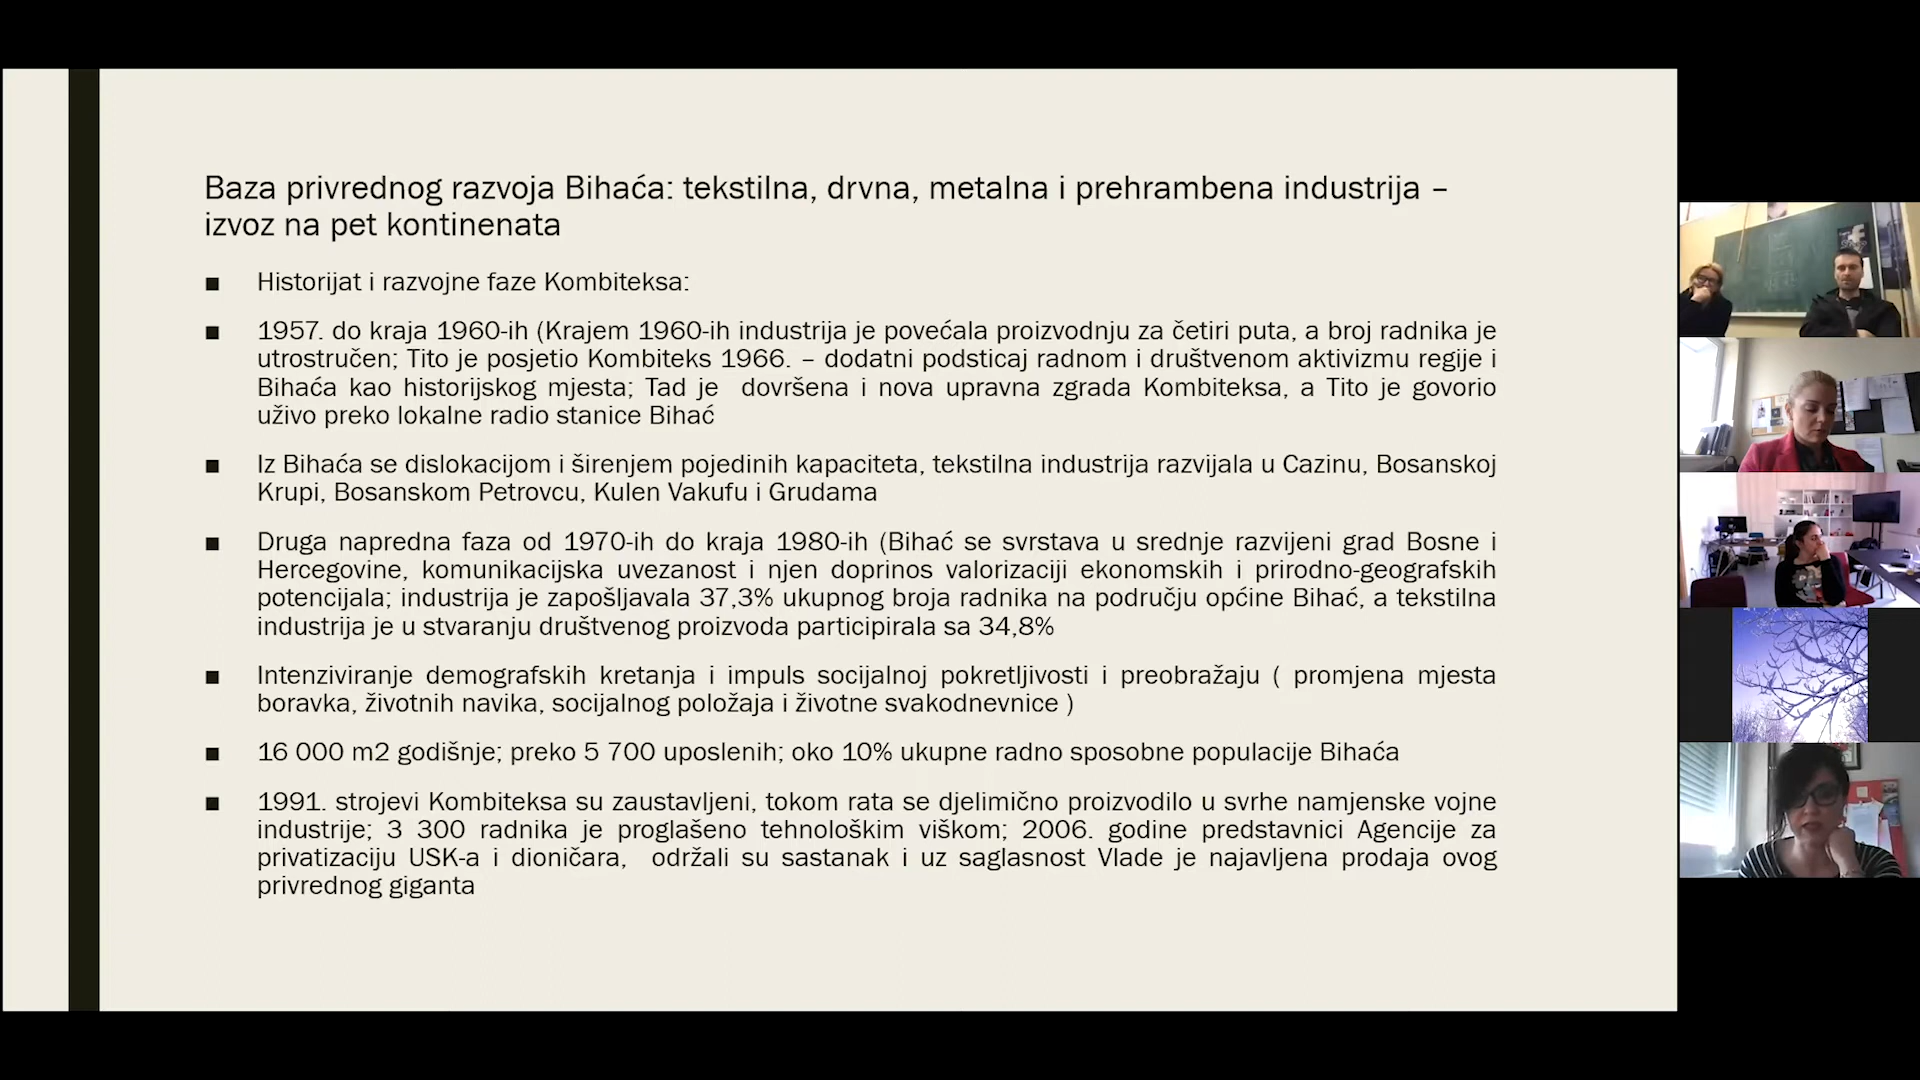 Baza privrednog razvoja Bihaća: tekstilna, drvna, metalna i prehrambena industrija –
izvoz na pet kontinenata
■ Historijat i razvojne faze Kombiteksa:
■ 1957. do kraja 1960-ih (Krajem 1960-ih industrija je povećala proizvodnju za četiri puta, a broj radnika je
utrostručen; Tito je posjetio Kombiteks 1966. – dodatni podsticaj radnom i društvenom aktivizmu regije i
Bihaća kao historijskog mjesta; Tad je dovršena i nova upravna zgrada Kombiteksa, a Tito je govorio
uživo preko lokalne radio stanice Bihać
■ Iz Bihaća se dislokacijom i širenjem pojedinih kapaciteta, tekstilna industrija razvijala u Cazinu, Bosanskoj
Krupi, Bosanskom Petrovcu, Kulen Vakufu i Grudama
■ Druga napredna faza od 1970-ih do kraja 1980-ih (Bihać se svrstava u srednje razvijeni grad Bosne i
Hercegovine, komunikacijska uvezanost i njen doprinos valorizaciji ekonomskih i prirodno-geografskih
potencijala; industrija je zapošljavala 37,3% ukupnog broja radnika na području općine Bihać, a tekstilna
industrija je u stvaranju društvenog proizvoda participirala sa 34,8%
■ Intenziviranje demografskih kretanja i impuls socijalnoj pokretljivosti i preobražaju ( promjena mjesta
boravka, životnih navika, socijalnog položaja i životne svakodnevnice )
■ 16 000 m2 godišnje; preko 5 700 uposlenih; oko 10% ukupne radno sposobne populacije Bihaća
■ 1991. strojevi Kombiteksa su zaustavljeni, tokom rata se djelimično proizvodilo u svrhe namjenske vojne
industrije; 3 300 radnika je proglašeno tehnološkim viškom; 2006. godine predstavnici Agencije za
privatizaciju USK-a i dioničara, održali su sastanak i uz saglasnost Vlade je najavljena prodaja ovog
privrednog giganta